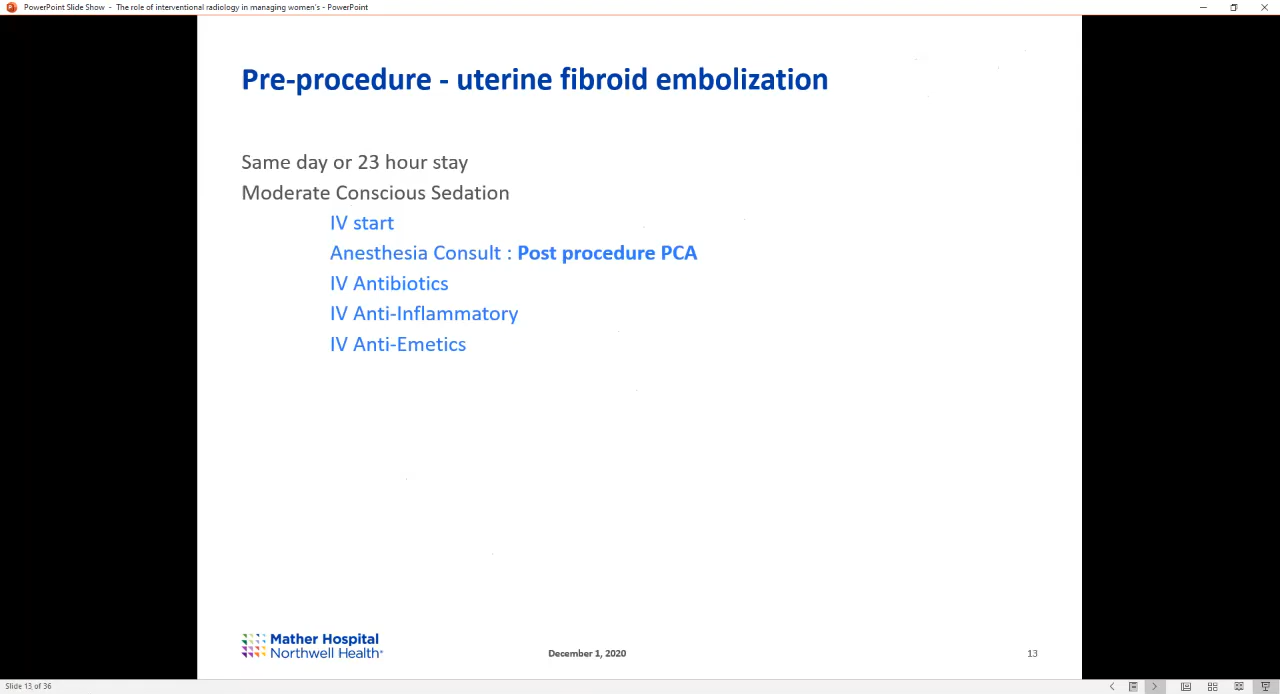 PowerPoint Slide Show - The role of interventional radiology in managing women's - PowerPoint
Pre-procedure - uterine fibroid embolization
Same day or 23 hour stay
Moderate Conscious Sedation
IV start
Anesthesia Consult : Post procedure PCA
IV Antibiotics
IV Anti-Inflammatory
IV Anti-Emetics
Mather Hospital
Northwell Health®
December 1, 2020
13
Slide 13 of 36